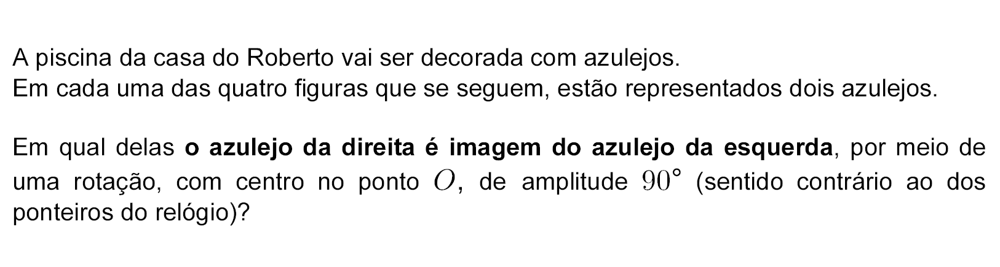 A piscina da casa do Roberto vai ser decorada com azulejos.
Em cada uma das quatro figuras que se seguem, estão representados dois azulejos.
Em qual delas o azulejo da direita é imagem do azulejo da esquerda, por meio de
uma rotação, com centro no ponto O, de amplitude 90° (sentido contrário ao dos
ponteiros do relógio)?